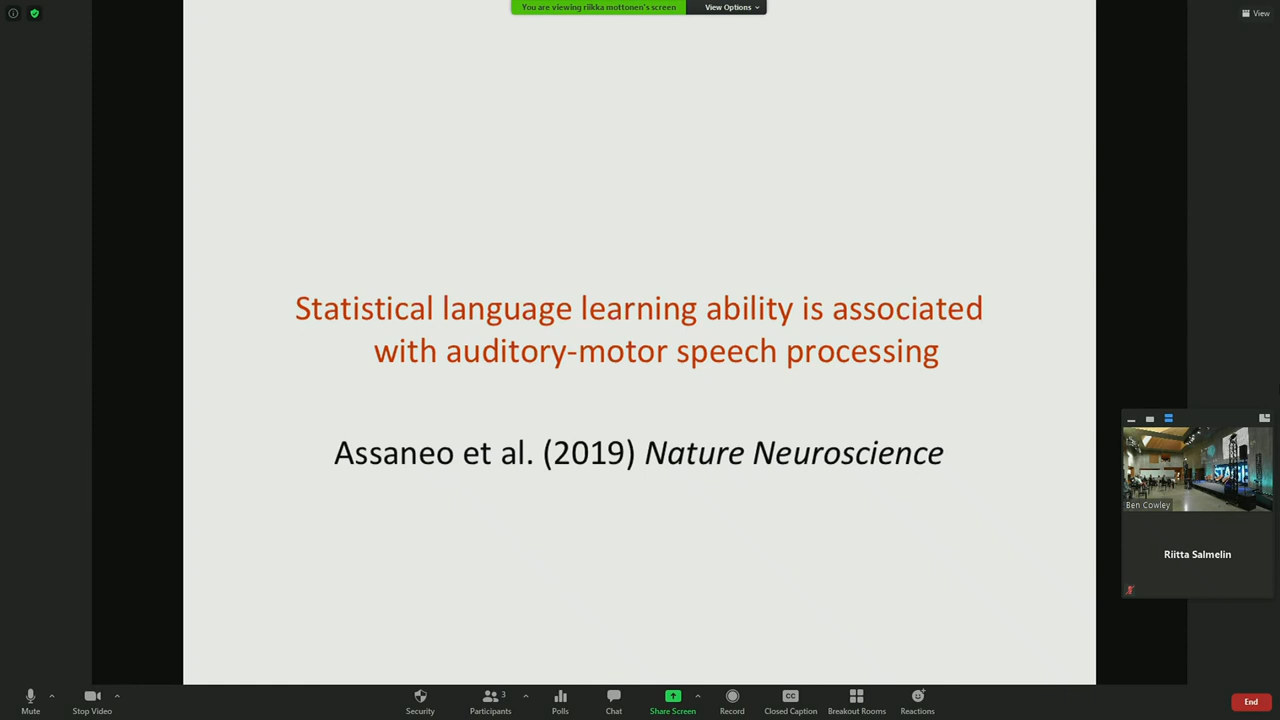 You are viewing riikka mottonen's screen
View Options
View
Statistical language learning ability is associated
with auditory-motor speech processing
Assaneo et al. (2019) Nature Neuroscience
Ben Cowley
Riitta Salmelin
Mute
Stop Video
Security
Participants
3
Polls
Chat
Share Screen
Record
Closed Caption
Breakout Rooms
Reactions
End